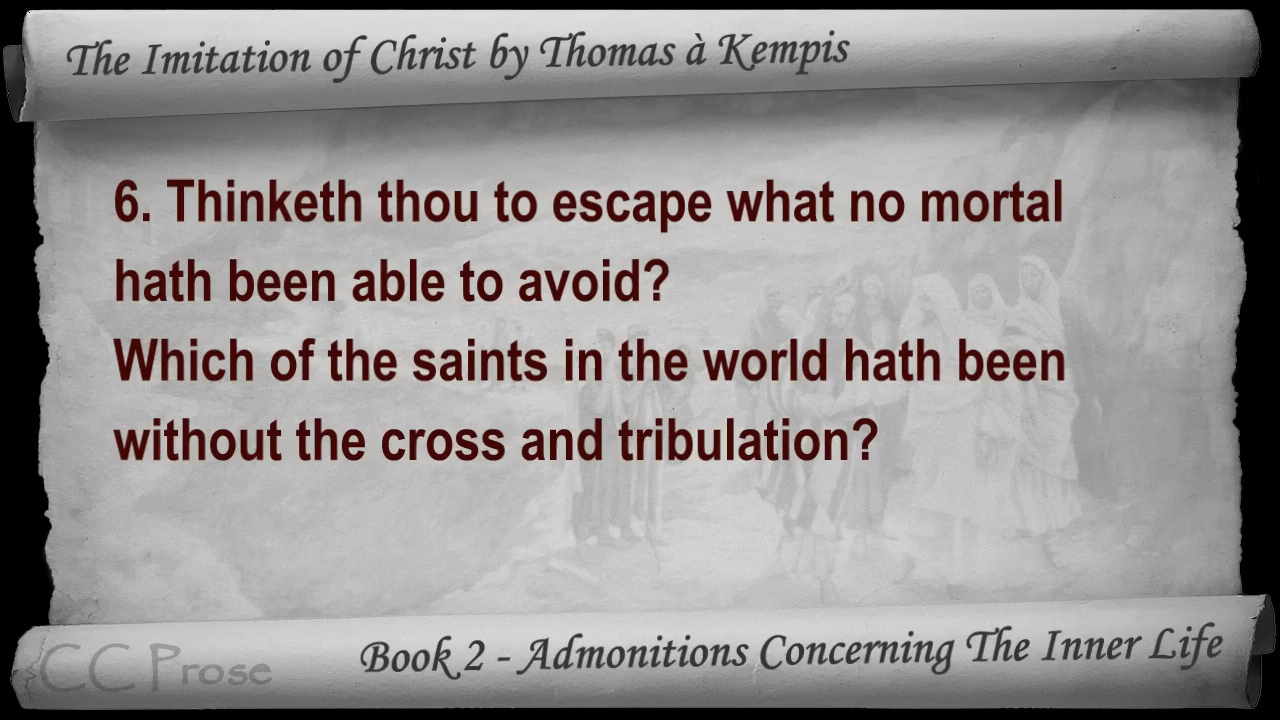 The Imitation of Christ by Thomas à Kempis
6. Thinketh thou to escape what no mortal
hath been able to avoid?
Which of the saints in the world hath been
without the cross and tribulation?
CC Prose
Book 2 - Admonitions Concerning The Inner Life